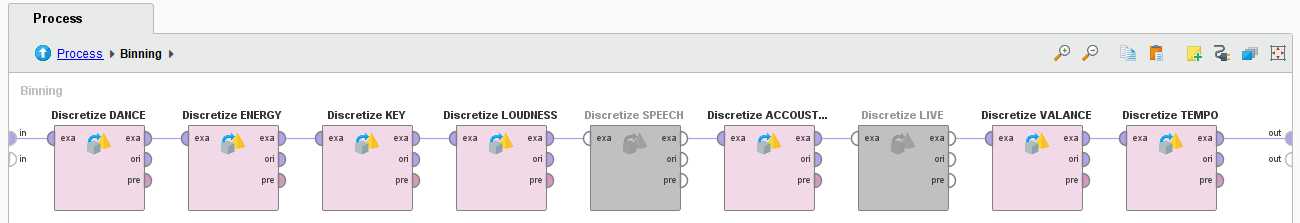 Process
Process Binning
Binning
Discretize DANCE Discretize ENERGY Discretize KEY Discretize LOUDNESS Discretize SPEECH Discretize ACCOUST... Discretize LIVE Discretize VALANCE Discretize TEMPO
in exa exa exa exa exa exa exa exa exa exa exa exa exa exa exa exa exa exa out
in ori ori ori ori ori ori ori ori ori out
pre pre pre pre pre pre pre pre pre